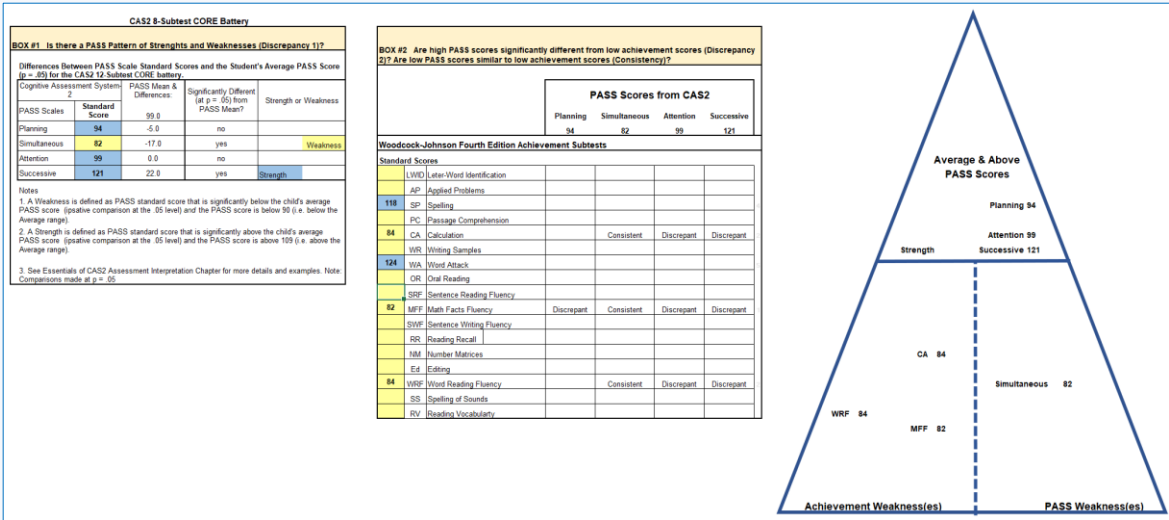 CAS2 8-Subtest CORE Battery
BOX #1 Is there a PASS Pattern of Strenghts and Weaknesses (Discrepancy 1)?
Differences Between PASS Scale Standard Scores and the Student's Average PASS Score
(p = .05) for the CAS2 12-Subtest CORE battery.
Cognitive Assessment System-2
PASS Mean & Differences:
Significantly Different (at p = .05) from PASS Mean?
Strength or Weakness
PASS Scales Standard Score 99.0
Planning 94 -5.0 no
Simultaneous 82 -17.0 yes Weakness
Attention 99 0.0 no
Successive 121 22.0 yes Strength
Notes
1. A Weakness is defined as PASS standard score that is significantly below the child's average
PASS score (ipsative comparison at the .05 level) and the PASS score is below 90 (i.e. below the
Average range).
2. A Strength is defined as PASS standard score that is significantly above the child's average
PASS score (ipsative comparison at the .05 level) and the PASS score is above 109 (i.e. above the
Average range).
3. See Essentials of CAS2 Assessment Interpretation Chapter for more details and examples. Note:
Comparisons made at p = .05
BOX #2 Are high PASS scores significantly different from low achievement scores (Discrepancy
2)? Are low PASS scores similar to low achievement scores (Consistency)?
PASS Scores from CAS2
Planning Simultaneous Attention Successive
94 82 99 121
Woodcock-Johnson Fourth Edition Achievement Subtests
Standard Scores
LWID Leter-Word Identification
AP Applied Problems
118 SP Spelling
PC Passage Comprehension
84 CA Calculation Consistent Discrepant Discrepant
WR Writing Samples
124 WA Word Attack
OR Oral Reading
SRF Sentence Reading Fluency
82 MFF Math Facts Fluency Discrepant Consistent Discrepant Discrepant
SWF Sentence Writing Fluency
RR Reading Recall
NM Number Matrices
Ed Editing
84 WRF Word Reading Fluency Consistent Discrepant Discrepant
SS Spelling of Sounds
RV Reading Vocabularty
Average & Above
PASS Scores
Planning 94
Attention 99
Strength Successive 121
CA 84
Simultaneous 82
WRF 84
MFF 82
Achievement Weakness(es) PASS Weakness(es)